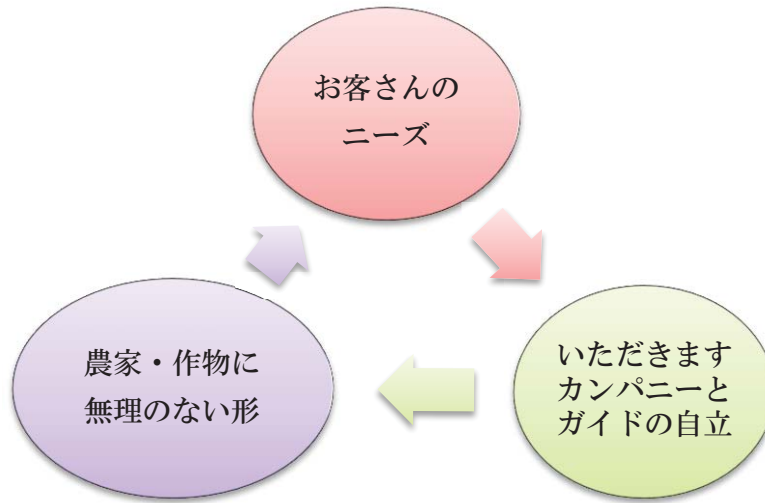 お客さんの
ニーズ
いただきます
カンパニーと
ガイドの自立
農家・作物に
無理のない形